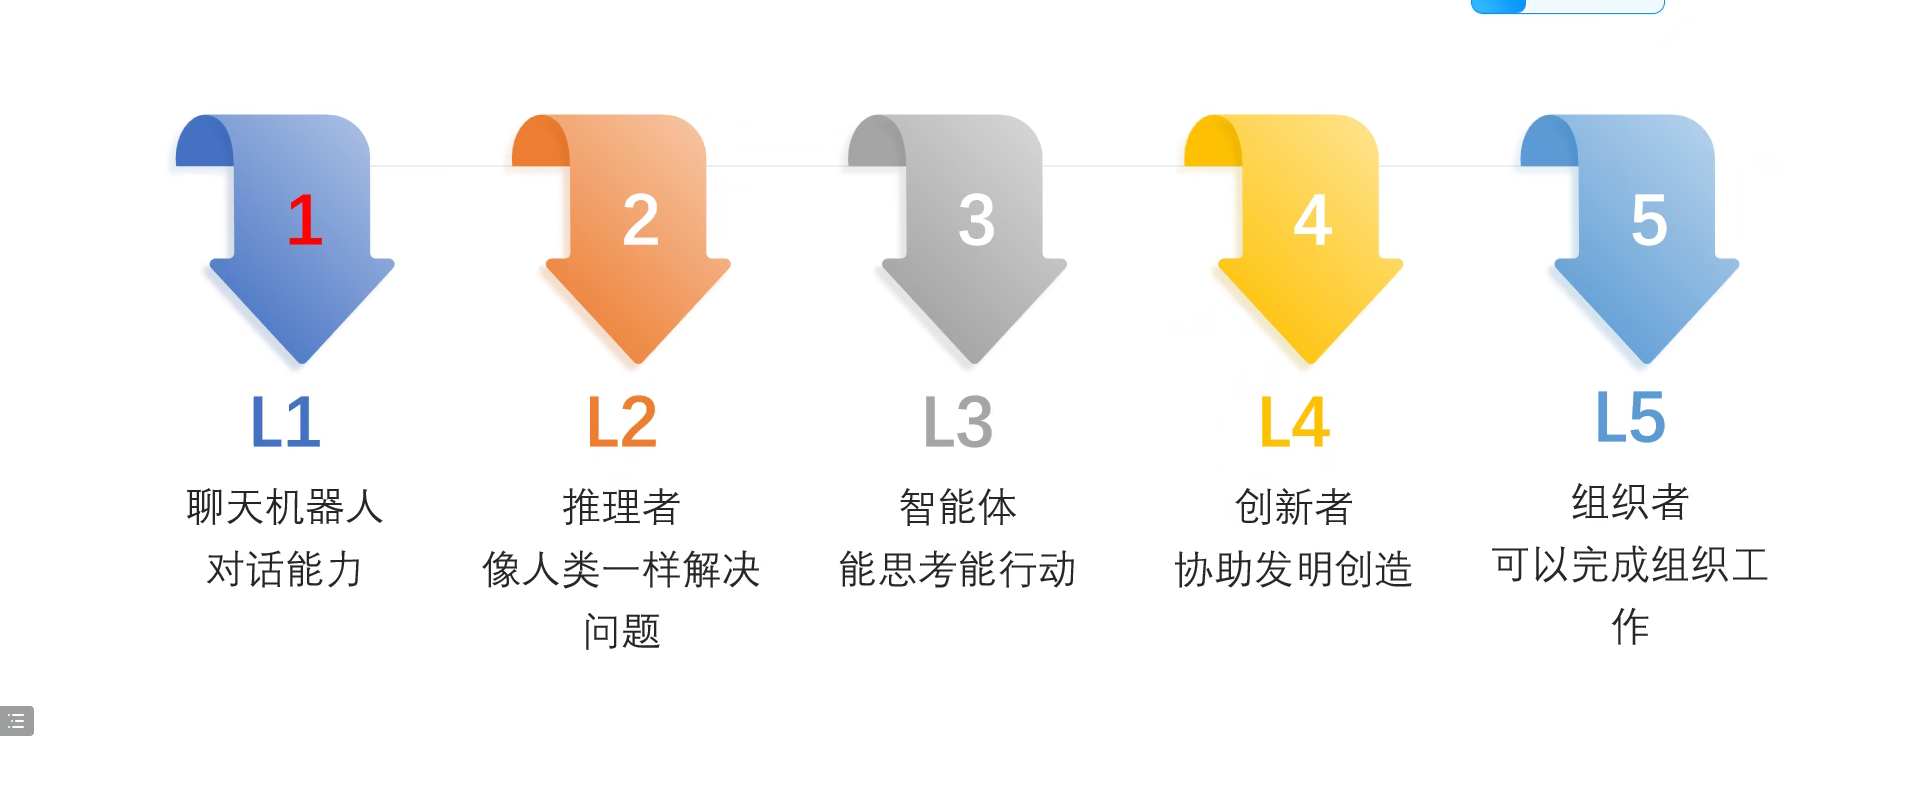 1
2
3
4
5
L1
L2
L3
L4
L5
聊天机器人
对话能力
推理者
像人类一样解决
问题
智能体
能思考能行动
创新者
协助发明创造
组织者
可以完成组织工
作